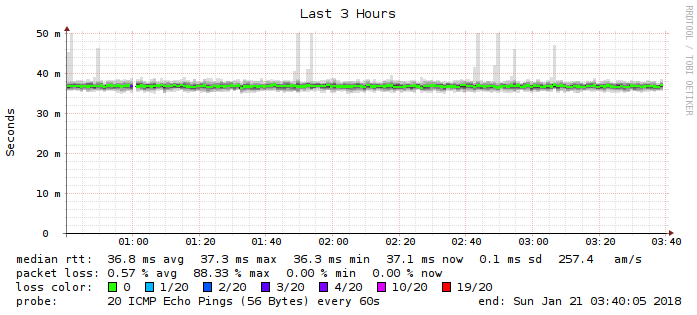 Last 3 Hours
RRDTOOL / TOBI OETIKER
Seconds
50 m
40 m
30 m
20 m
10 m
0
01:00 01:20 01:40 02:00 02:20 02:40 03:00 03:20 03:40
median rtt: 36.8 ms avg 37.3 ms max 36.3 ms min 37.1 ms now 0.1 ms sd 257.4 am/s
packet loss: 0.57 % avg 88.33 % max 0.00 % min 0.00 % now
loss color: 0 1/20 2/20 3/20 4/20 10/20 19/20
probe: 20 ICMP Echo Pings (56 Bytes) every 60s end: Sun Jan 21 03:40:05 2018